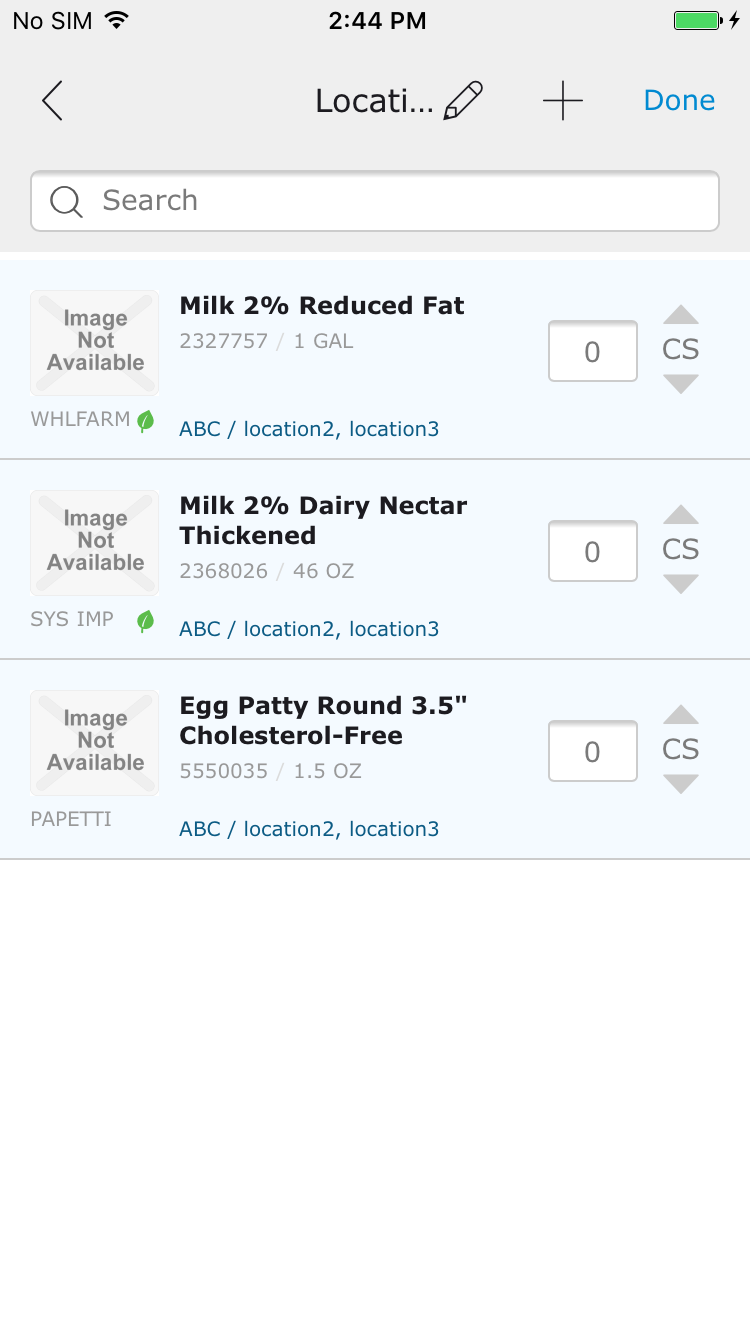 No SIM 2:44 PM
Locati... Done
Search
Image
Not
Available
WHLFARM
Milk 2% Reduced Fat
2327757 / 1 GAL
ABC / location2, location3
0
CS
Image
Not
Available
SYS IMP
Milk 2% Dairy Nectar
Thickened
2368026 / 46 OZ
ABC / location2, location3
0
CS
Image
Not
Available
PAPETTI
Egg Patty Round 3.5"
Cholesterol-Free
5550035 / 1.5 OZ
ABC / location2, location3
0
CS